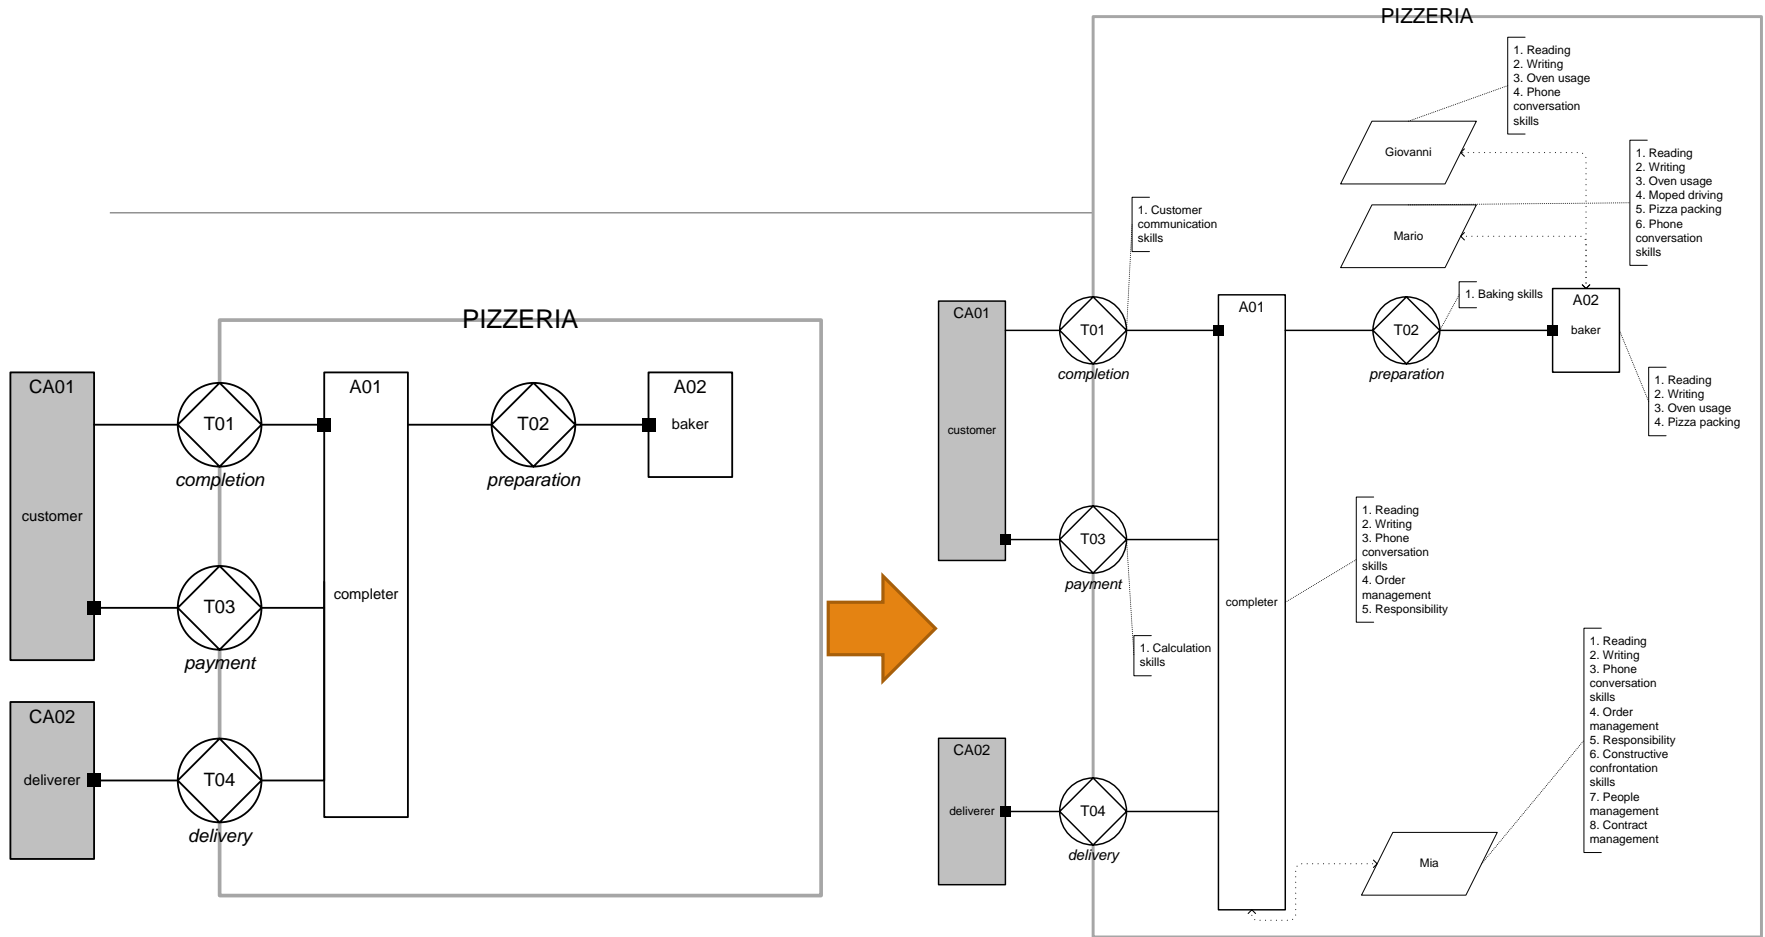 PIZZERIA
CA01
T01
A01
T02
A02
baker
completion
preparation
customer
T03
completer
payment
CA02
deliverer
T04
delivery
PIZZERIA
1. Reading
2. Writing
3. Oven usage
4. Phone
conversation
skills
Giovanni
1. Reading
2. Writing
3. Oven usage
4. Moped driving
5. Pizza packing
6. Phone
conversation
skills
Mario
1. Customer
communication
skills
1. Baking skills
CA01
T01
A01
T02
A02
baker
completion
preparation
1. Reading
2. Writing
3. Oven usage
4. Pizza packing
customer
T03
payment
completer
1. Reading
2. Writing
3. Phone
conversation
skills
4. Order
management
5. Responsibility
1. Calculation
skills
1. Reading
2. Writing
3. Phone
conversation
skills
4. Order
management
5. Responsibility
6. Constructive
confrontation
skills
7. People
management
8. Contract
management
CA02
deliverer
T04
delivery
Mia